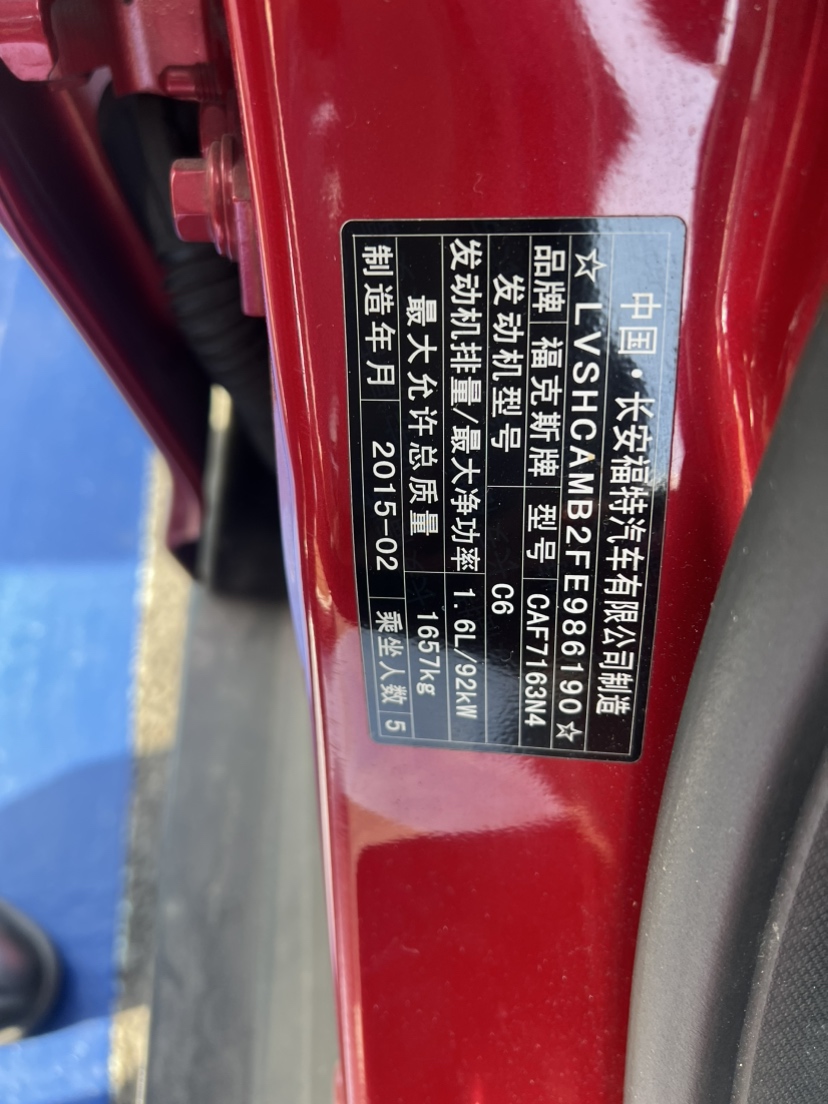 中国·长安福特汽车有限公司制造
☆LVSHCAMB2FE986190☆
品牌 福克斯牌 型号 CAF7163N4
发动机型号 C6
发动机排量/最大净功率 1.6L/92kW
最大允许总质量 1657kg
制造年月 2015-02 乘坐人数 5